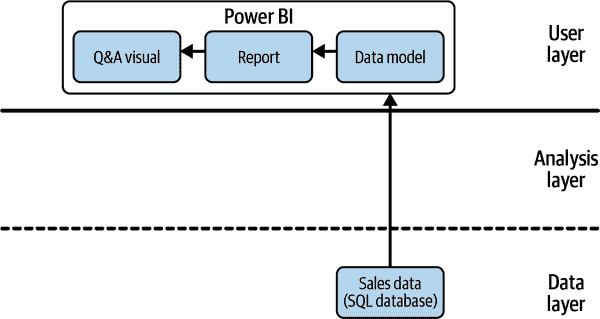 Power BI
User
layer
Q&A visual
Report
Data model
Analysis
layer
Sales data
(SQL database)
Data
layer